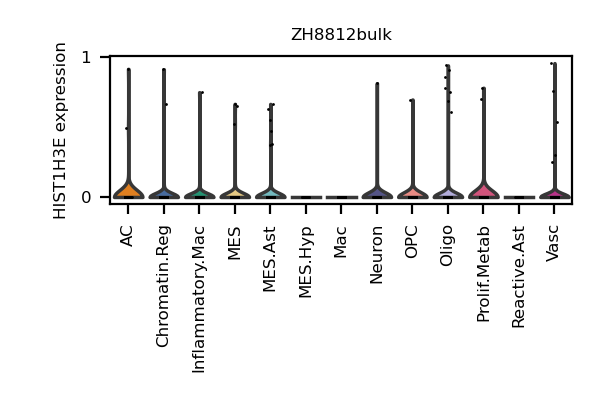 ZH8812bulk
HIST1H3E expression
1
0
AC
Chromatin.Reg
Inflammatory.Mac
MES
MES.Ast
MES.Hyp
Mac
Neuron
OPC
Oligo
Prolif.Metab
Reactive.Ast
Vasc